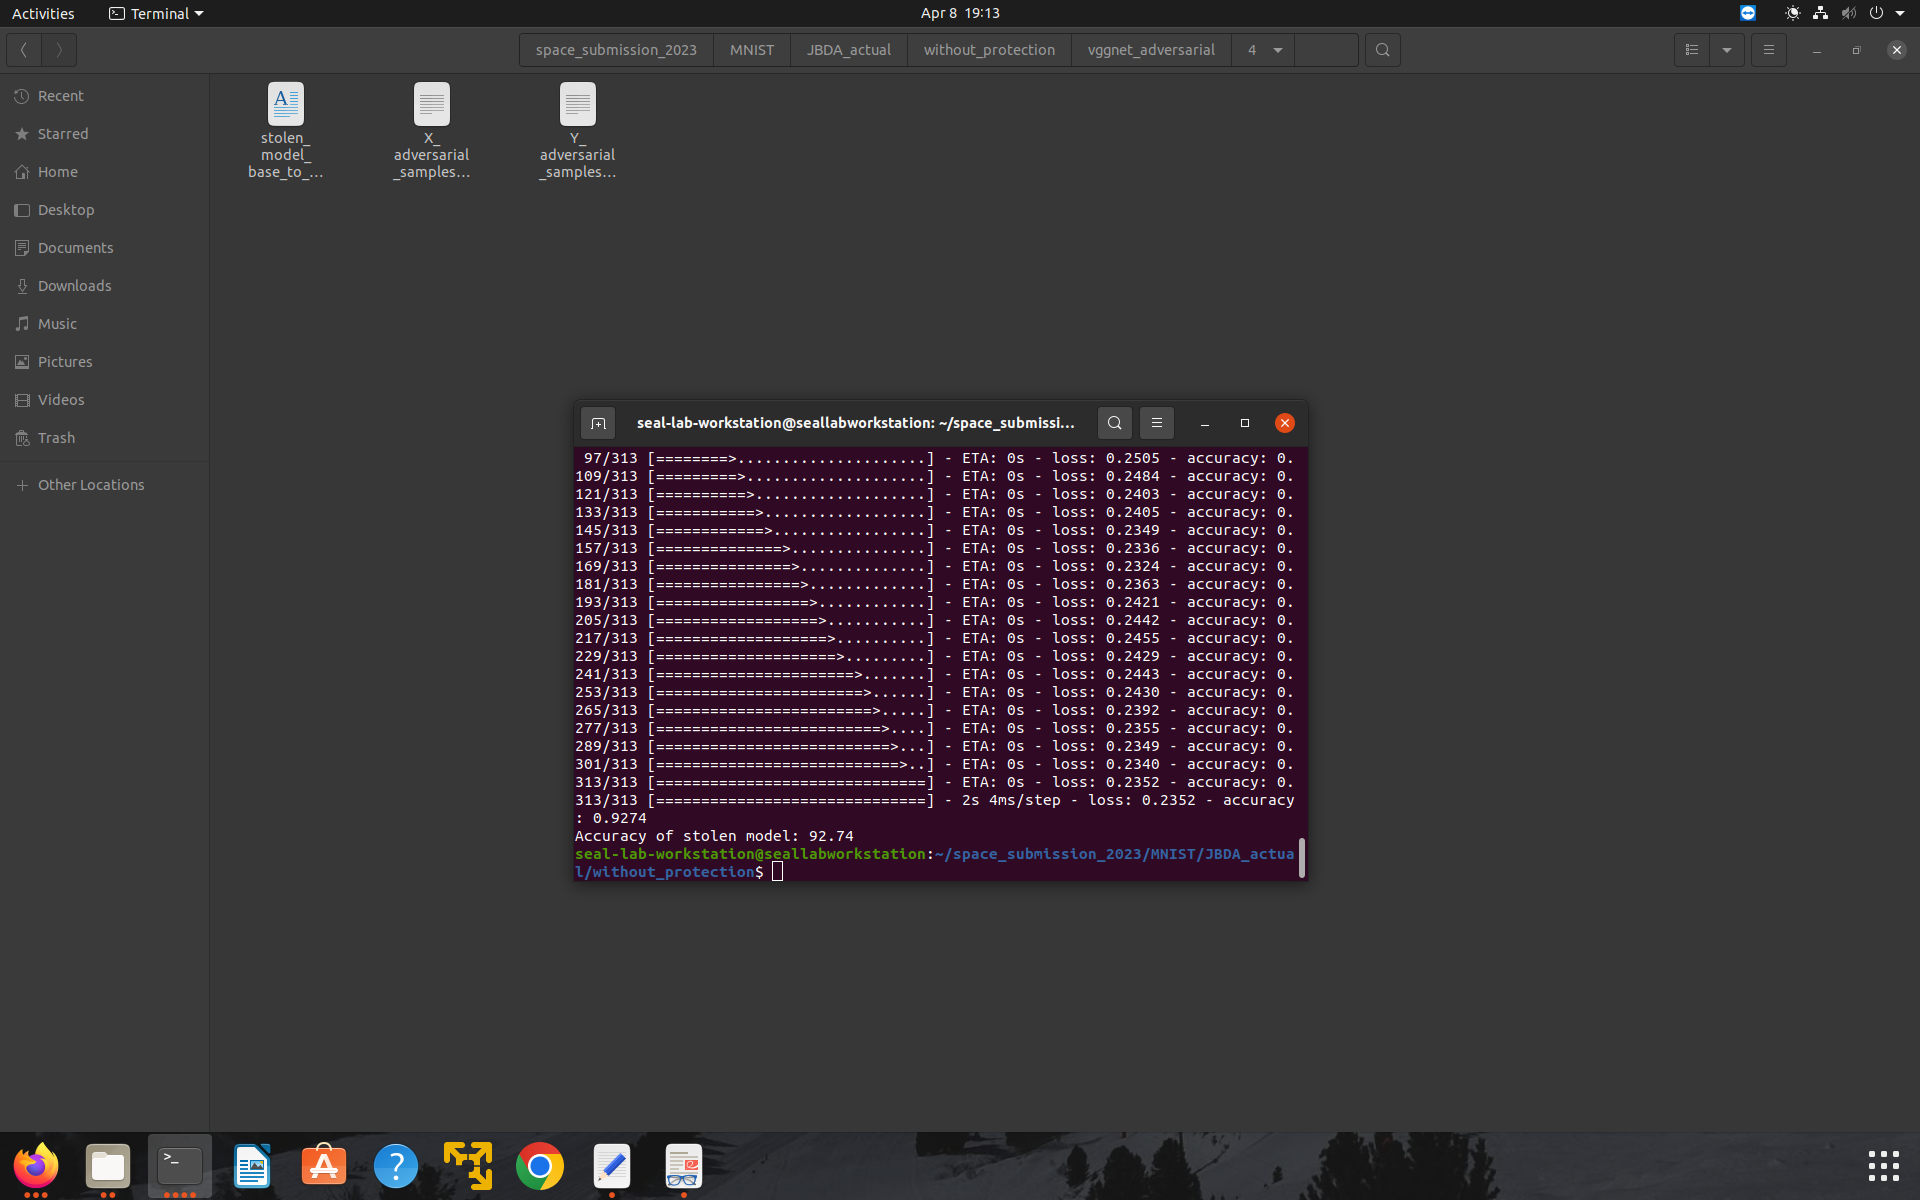 Activities
Terminal
Apr 8 19:13
space_submission_2023
MNIST
JBDA_actual
without_protection
vggnet_adversarial
4
Recent
Starred
Home
Desktop
Documents
Downloads
Music
Pictures
Videos
Trash
Other Locations
stolen_
model_
base_to_...
X_
adversarial
_samples...
Y_
adversarial
_samples...
seal-lab-workstation@seallabworkstation: ~/space_submissi...
97/313 [========>.....................] - ETA: 0s - loss: 0.2505 - accuracy: 0.
109/313 [=========>....................] - ETA: 0s - loss: 0.2484 - accuracy: 0.
121/313 [==========>...................] - ETA: 0s - loss: 0.2403 - accuracy: 0.
133/313 [===========>..................] - ETA: 0s - loss: 0.2405 - accuracy: 0.
145/313 [============>.................] - ETA: 0s - loss: 0.2349 - accuracy: 0.
157/313 [==============>...............] - ETA: 0s - loss: 0.2336 - accuracy: 0.
169/313 [===============>..............] - ETA: 0s - loss: 0.2324 - accuracy: 0.
181/313 [================>.............] - ETA: 0s - loss: 0.2363 - accuracy: 0.
193/313 [=================>............] - ETA: 0s - loss: 0.2421 - accuracy: 0.
205/313 [==================>...........] - ETA: 0s - loss: 0.2442 - accuracy: 0.
217/313 [===================>..........] - ETA: 0s - loss: 0.2455 - accuracy: 0.
229/313 [====================>.........] - ETA: 0s - loss: 0.2429 - accuracy: 0.
241/313 [======================>.......] - ETA: 0s - loss: 0.2443 - accuracy: 0.
253/313 [=======================>......] - ETA: 0s - loss: 0.2430 - accuracy: 0.
265/313 [========================>.....] - ETA: 0s - loss: 0.2392 - accuracy: 0.
277/313 [=========================>....] - ETA: 0s - loss: 0.2355 - accuracy: 0.
289/313 [==========================>...] - ETA: 0s - loss: 0.2349 - accuracy: 0.
301/313 [===========================>..] - ETA: 0s - loss: 0.2340 - accuracy: 0.
313/313 [==============================] - ETA: 0s - loss: 0.2352 - accuracy: 0.
313/313 [==============================] - 2s 4ms/step - loss: 0.2352 - accuracy
: 0.9274
Accuracy of stolen model: 92.74
seal-lab-workstation@seallabworkstation:~/space_submission_2023/MNIST/JBDA_actua
l/without_protection$